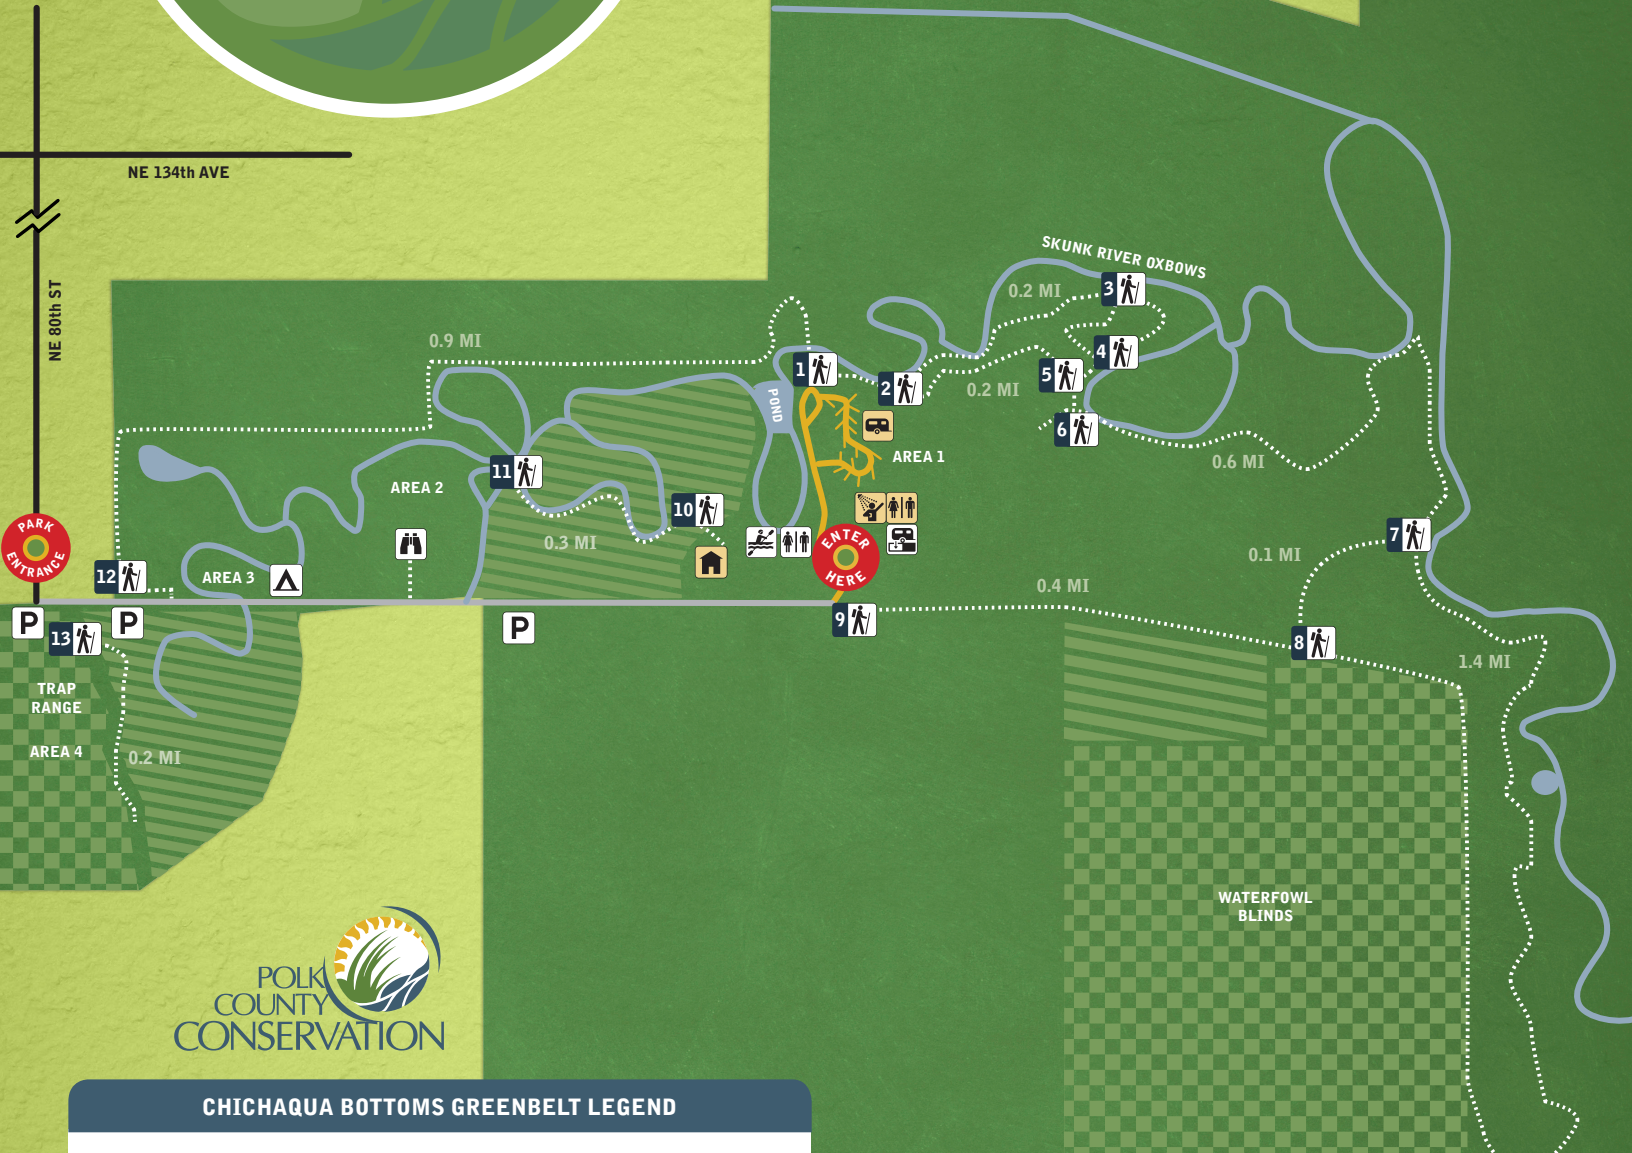 NE 134th AVE
NE 80th ST
SKUNK RIVER OXBOWS
0.2 MI
3
0.9 MI
4
1
5
2
0.2 MI
POND
6
AREA 1
0.6 MI
11
AREA 2
10
PARK
ENTRANCE
ENTER
HERE
0.3 MI
7
0.1 MI
12
AREA 3
0.4 MI
P
P
13
P
9
8
1.4 MI
TRAP
RANGE
AREA 4
0.2 MI
WATERFOWL
BLINDS
POLK
COUNTY
CONSERVATION
CHICHAQUA BOTTOMS GREENBELT LEGEND